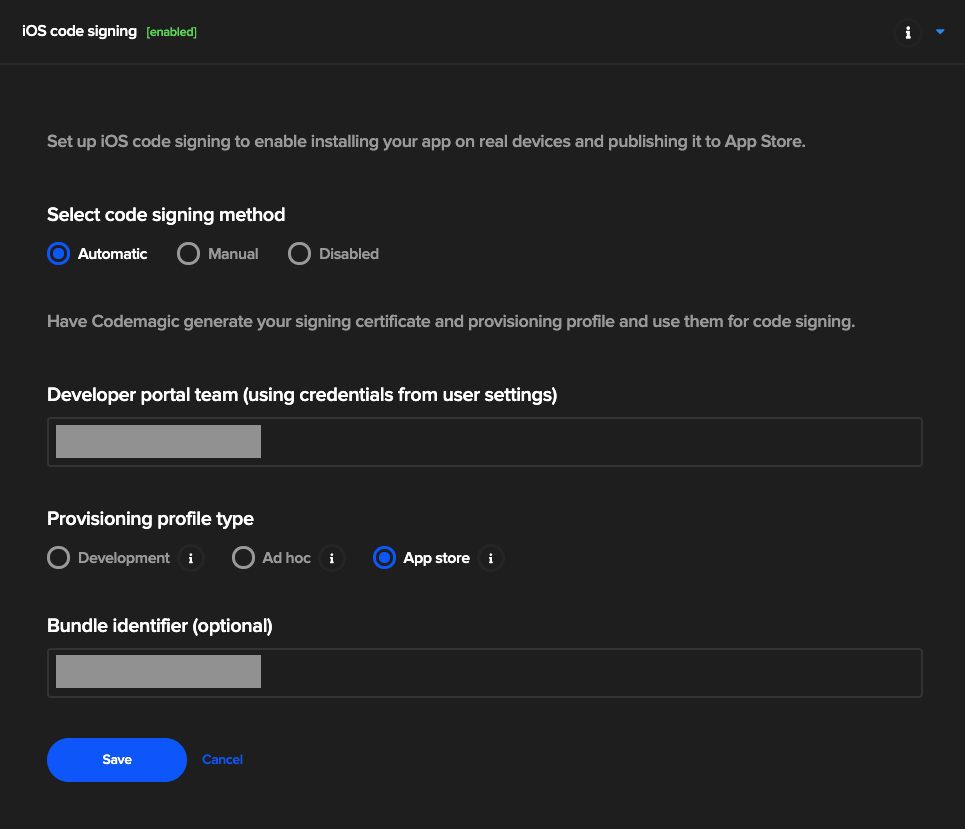 iOS code signing [enabled]
Set up iOS code signing to enable installing your app on real devices and publishing it to App Store.
Select code signing method
Automatic Manual Disabled
Have Codemagic generate your signing certificate and provisioning profile and use them for code signing.
Developer portal team (using credentials from user settings)
Provisioning profile type
Development i Ad hoc i App store i
Bundle identifier (optional)
Save Cancel